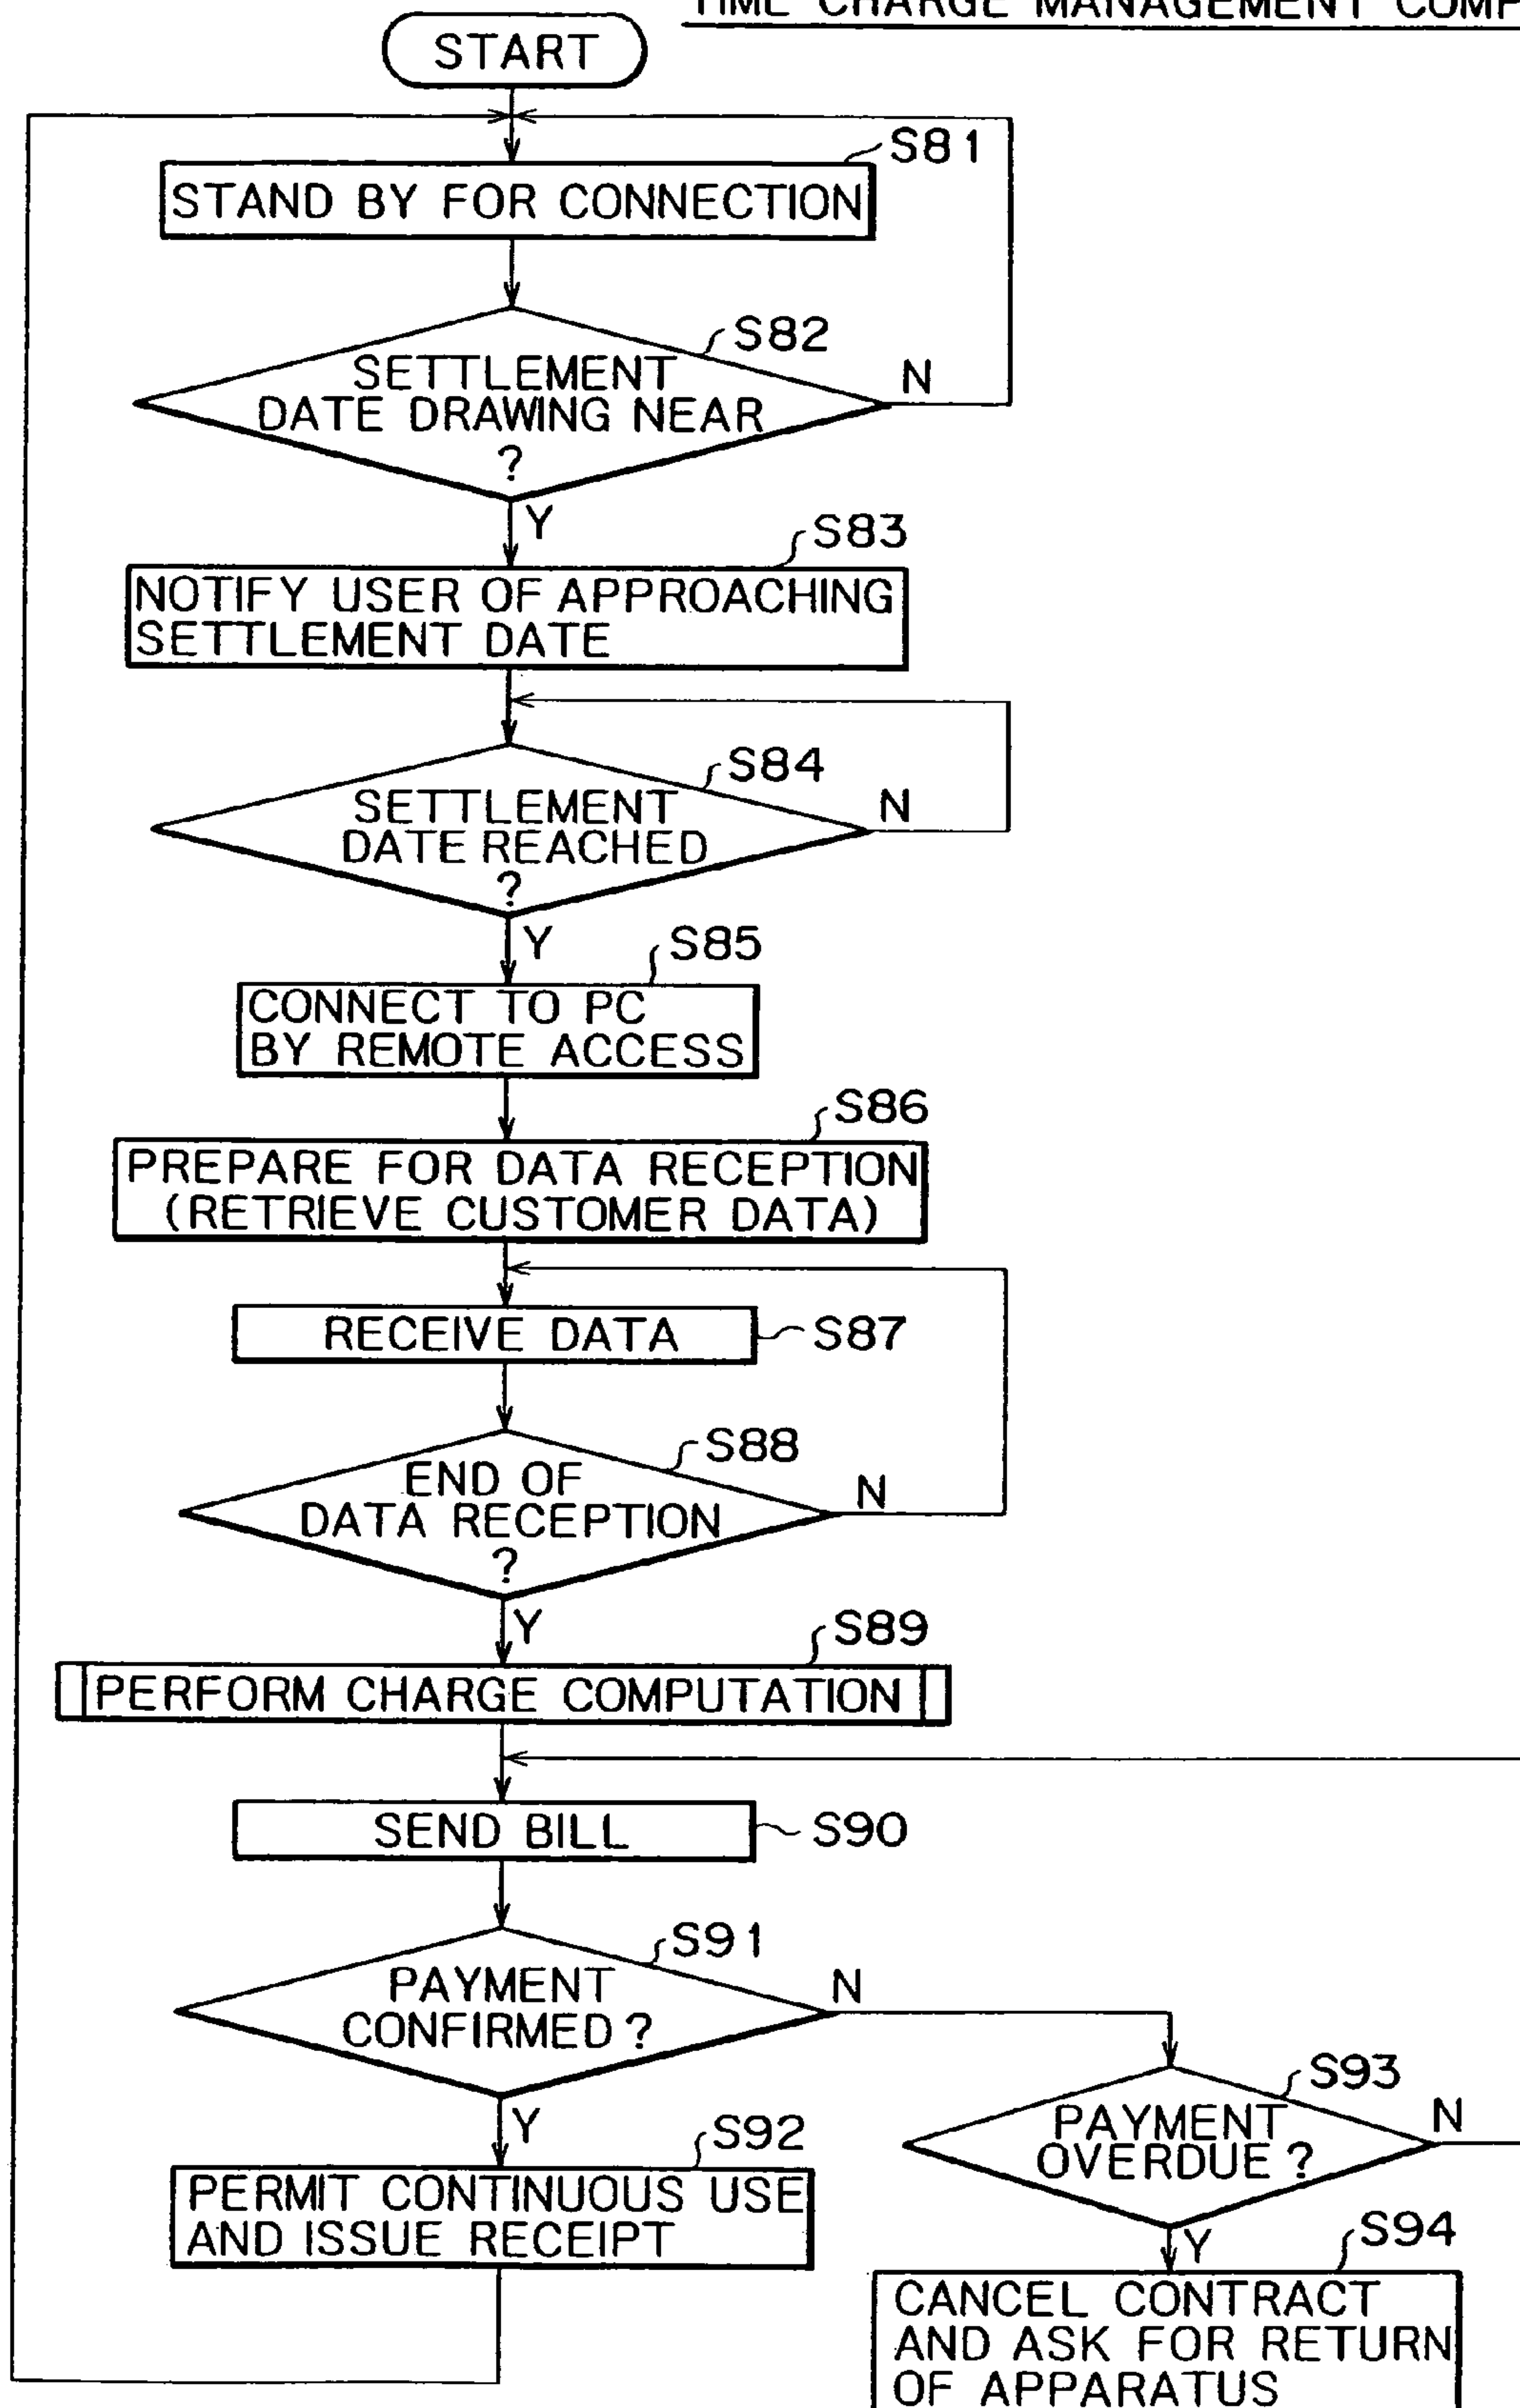 TIME CHARGE MANAGEMENT
START
S81
STAND BY FOR CONNECTION
S82
SETTLEMENT
DATE DRAWING NEAR
?
N
Y
S83
NOTIFY USER OF APPROACHING
SETTLEMENT DATE
S84
SETTLEMENT
DATE REACHED
?
N
Y
S85
CONNECT TO PC
BY REMOTE ACCESS
S86
PREPARE FOR DATA RECEPTION
(RETRIEVE CUSTOMER DATA)
RECEIVE DATA
S87
S88
END OF
DATA RECEPTION
?
N
Y
S89
PERFORM CHARGE COMPUTATION
SEND BILL
S90
S91
PAYMENT
CONFIRMED ?
N
Y
S92
PERMIT CONTINUOUS USE
AND ISSUE RECEIPT
S93
PAYMENT
OVERDUE ?
N
Y
S94
CANCEL CONTRACT
AND ASK FOR RETURN
OF APPARATUS